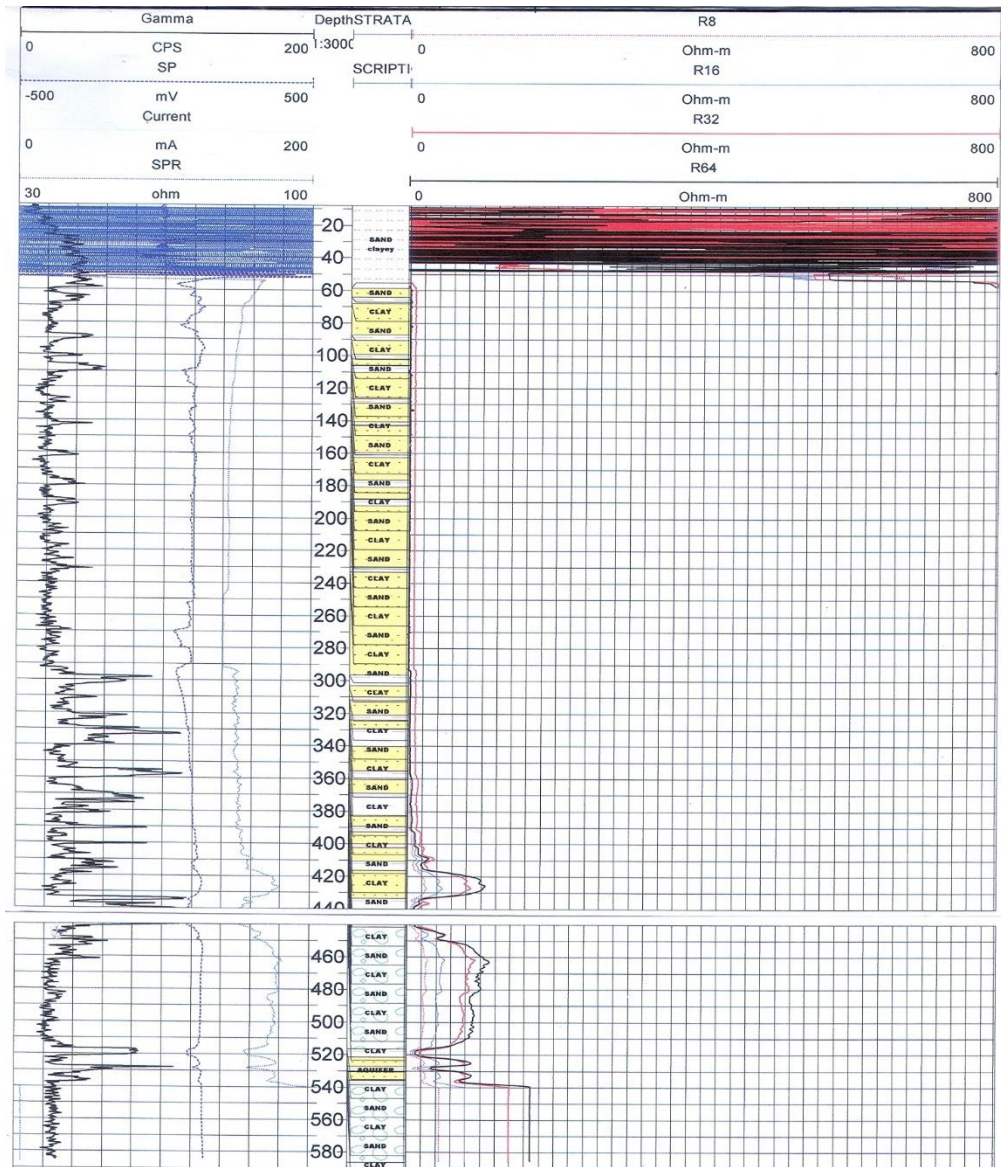 Gamma Depth STRATA R8
0 CPS 200 1:3000 0 Ohm-m 800
SP SCRIPTI R16
-500 mV 500 0 Ohm-m 800
Current R32
0 mA 200 0 Ohm-m 800
SPR R64
30 ohm 100 0 Ohm-m 800
20
SAND
clayey
40
60 SAND
CLAY
80 SAND
CLAY
100
SAND
120 CLAY
SAND
140 CLAY
SAND
160
CLAY
180 SAND
CLAY
200 SAND
CLAY
220
SAND
240 CLAY
SAND
260 CLAY
SAND
280 CLAY
SAND
300
CLAY
320 SAND
CLAY
340 SAND
CLAY
360
SAND
380 CLAY
SAND
400 CLAY
SAND
420 CLAY
440 SAND
CLAY
460 SAND
CLAY
480 SAND
CLAY
500
SAND
520 CLAY
AQUIFER
540 CLAY
SAND
560
CLAY
580 SAND
CLAY